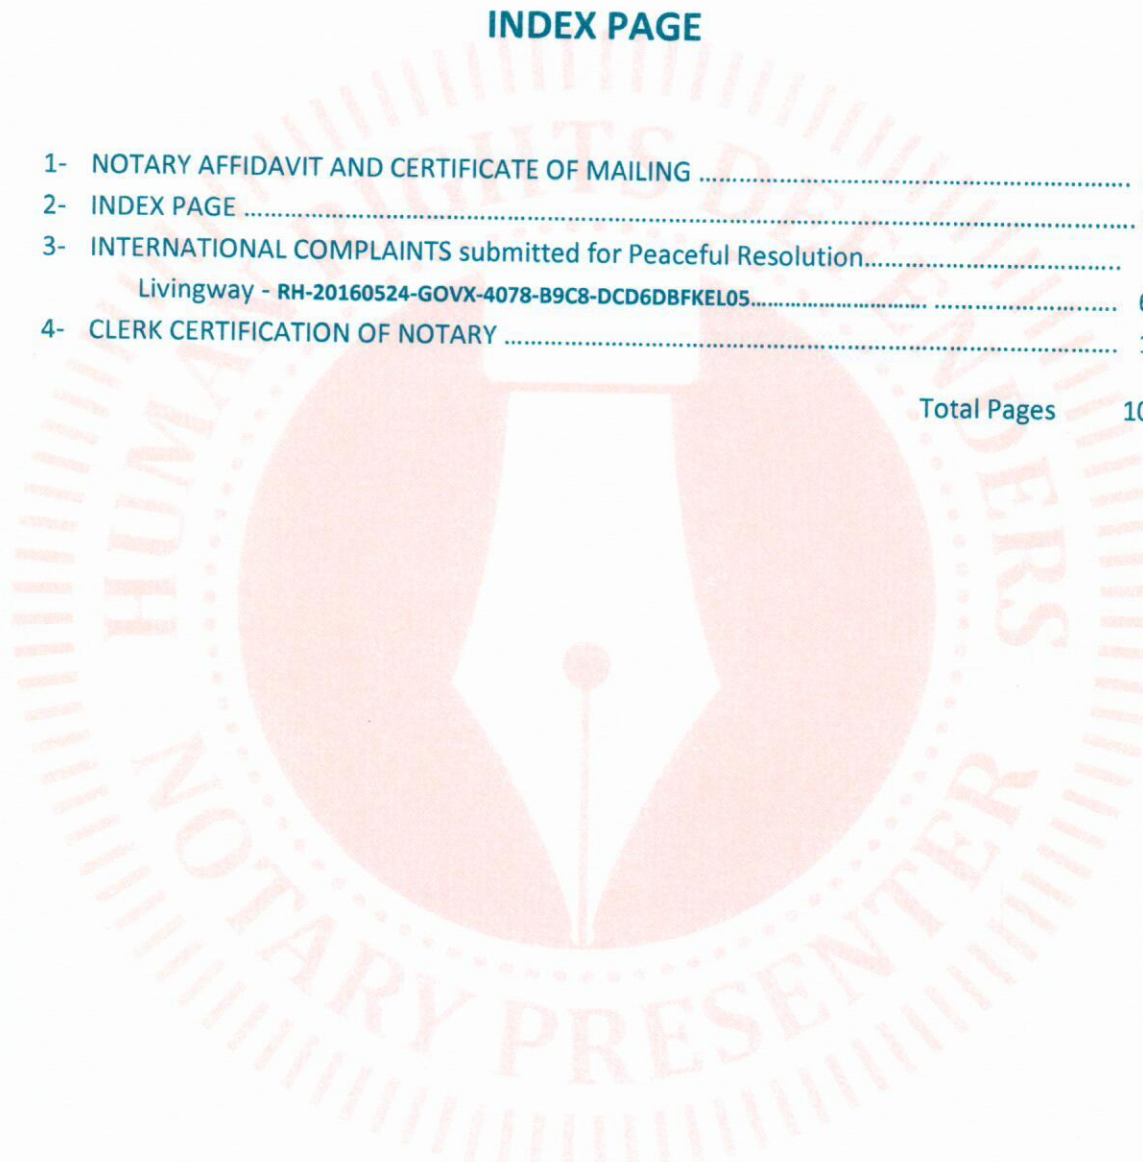 INDEX PAGE
1- NOTARY AFFIDAVIT AND CERTIFICATE OF MAILING ........................................................................
2- INDEX PAGE ........................................................................................................................
3- INTERNATIONAL COMPLAINTS submitted for Peaceful Resolution....................................
Livingway - RH-20160524-GOVX-4078-B9C8-DCD6DBFKEL05................................ ................................
4- CLERK CERTIFICATION OF NOTARY ................................................................................
Total Pages 10
HUMAN RIGHTS DEFENDERS
NOTARY PRESENTER